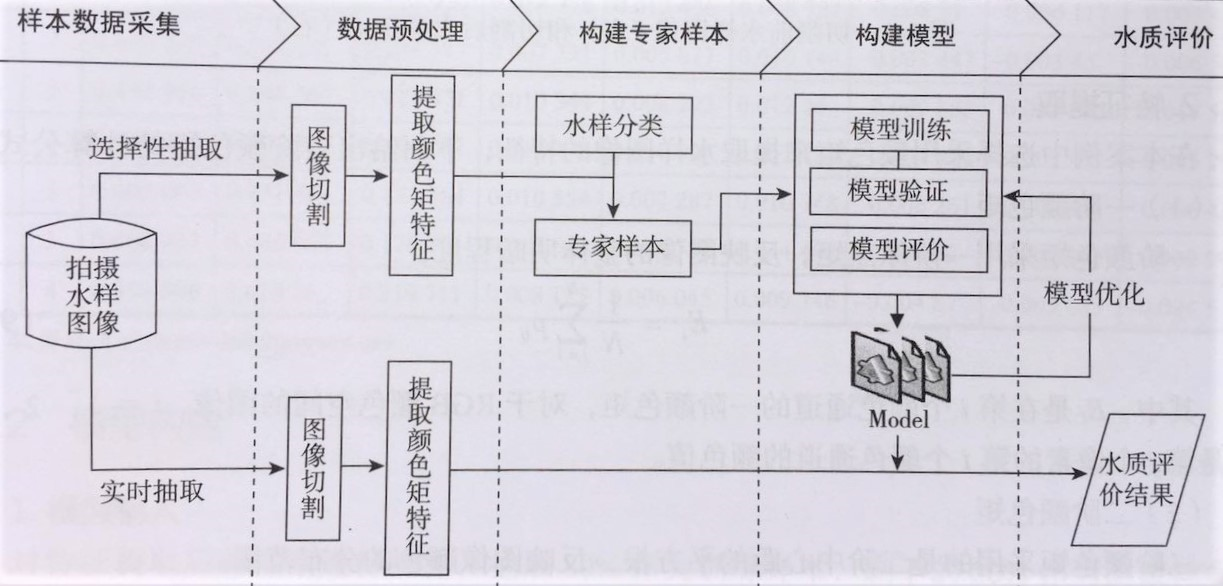 样本数据采集
数据预处理
构建专家样本
构建模型
水质评价
选择性抽取
图像切割
提取颜色矩特征
水样分类
专家样本
模型训练
模型验证
模型评价
拍摄
水样
图像
模型优化
Model
实时抽取
图像切割
提取颜色矩特征
水质评
价结果